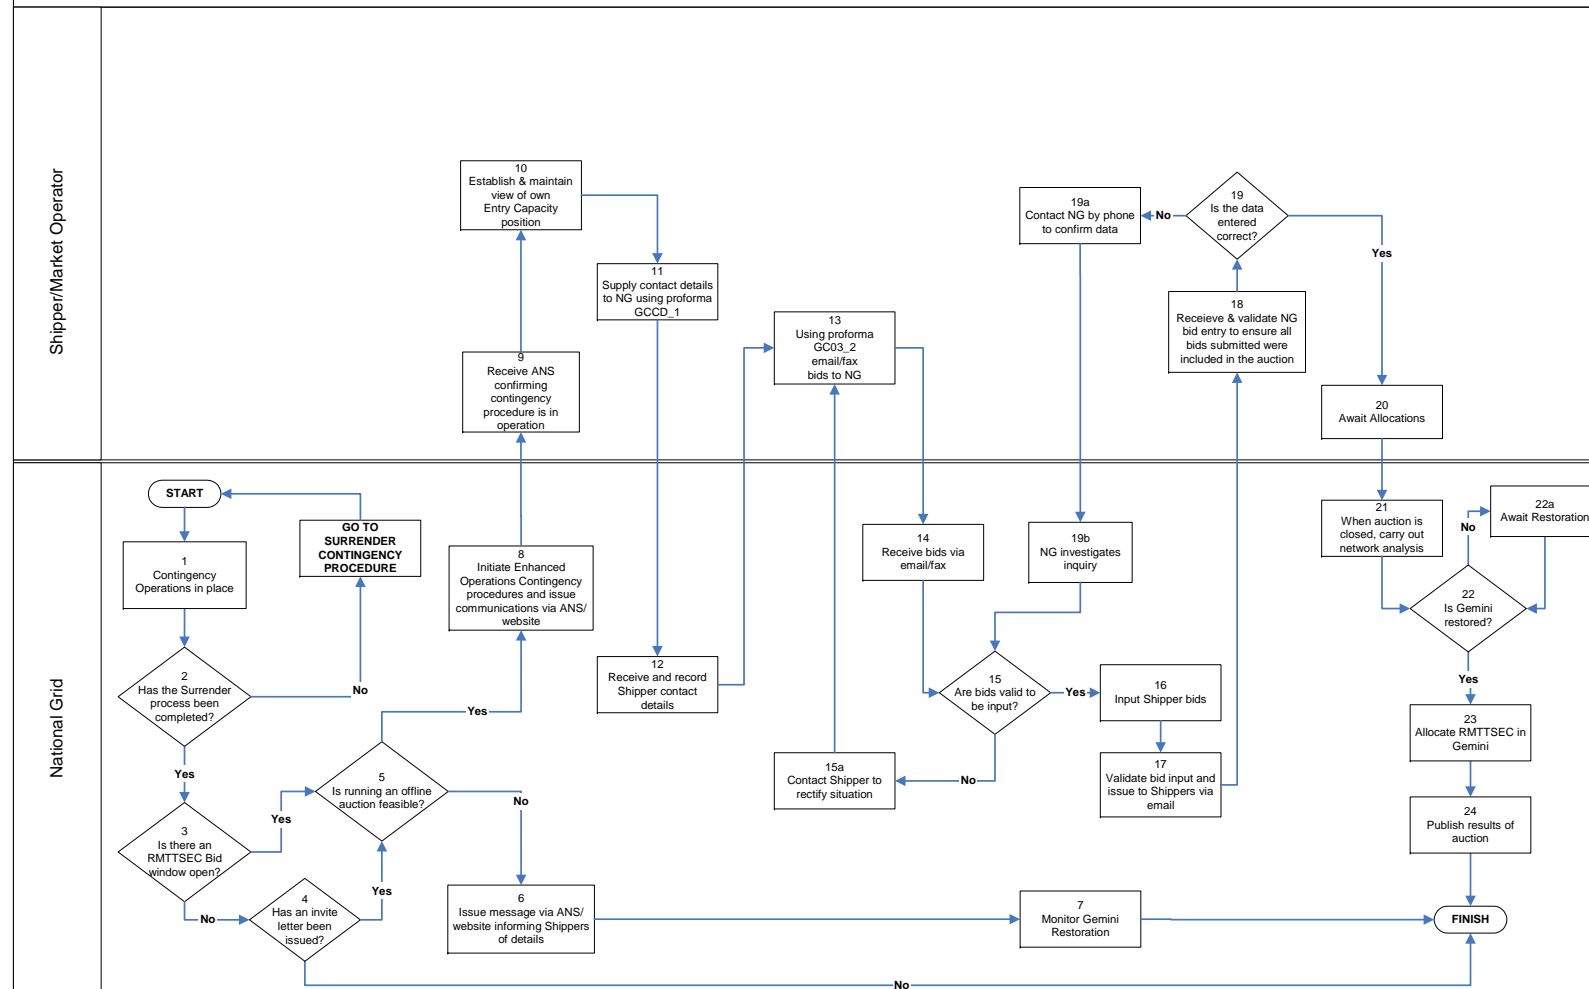 Shipper/Market Operator
10
Establish & maintain
view of own
Entry Capacity
position
11
Supply contact details
to NG using proforma
GCCD_1
9
Receive ANS
confirming
contingency
procedure is in
operation
13
Using proforma
GC03_2
email/fax
bids to NG
19a
Contact NG by phone
to confirm data
No
19
Is the data
entered
correct?
Yes
18
Receieve & validate NG
bid entry to ensure all
bids submitted were
included in the auction
20
Await Allocations
National Grid
START
GO TO
SURRENDER
CONTINGENCY
PROCEDURE
1
Contingency
Operations in place
2
Has the Surrender
process been
completed?
No
Yes
3
Is there an
RMTTSEC Bid
window open?
Yes
No
4
Has an invite
letter been
issued?
Yes
No
5
Is running an offline
auction feasible?
Yes
No
8
Initiate Enhanced
Operations Contingency
procedures and issue
communications via ANS/
website
6
Issue message via ANS/
website informing Shippers
of details
7
Monitor Gemini
Restoration
12
Receive and record
Shipper contact
details
14
Receive bids via
email/fax
19b
NG investigates
inquiry
15
Are bids valid to
be input?
Yes
No
15a
Contact Shipper to
rectify situation
16
Input Shipper bids
17
Validate bid input and
issue to Shippers via
email
21
When auction is
closed, carry out
network analysis
22a
Await Restoration
No
22
Is Gemini
restored?
Yes
23
Allocate RMTTSEC in
Gemini
24
Publish results of
auction
FINISH